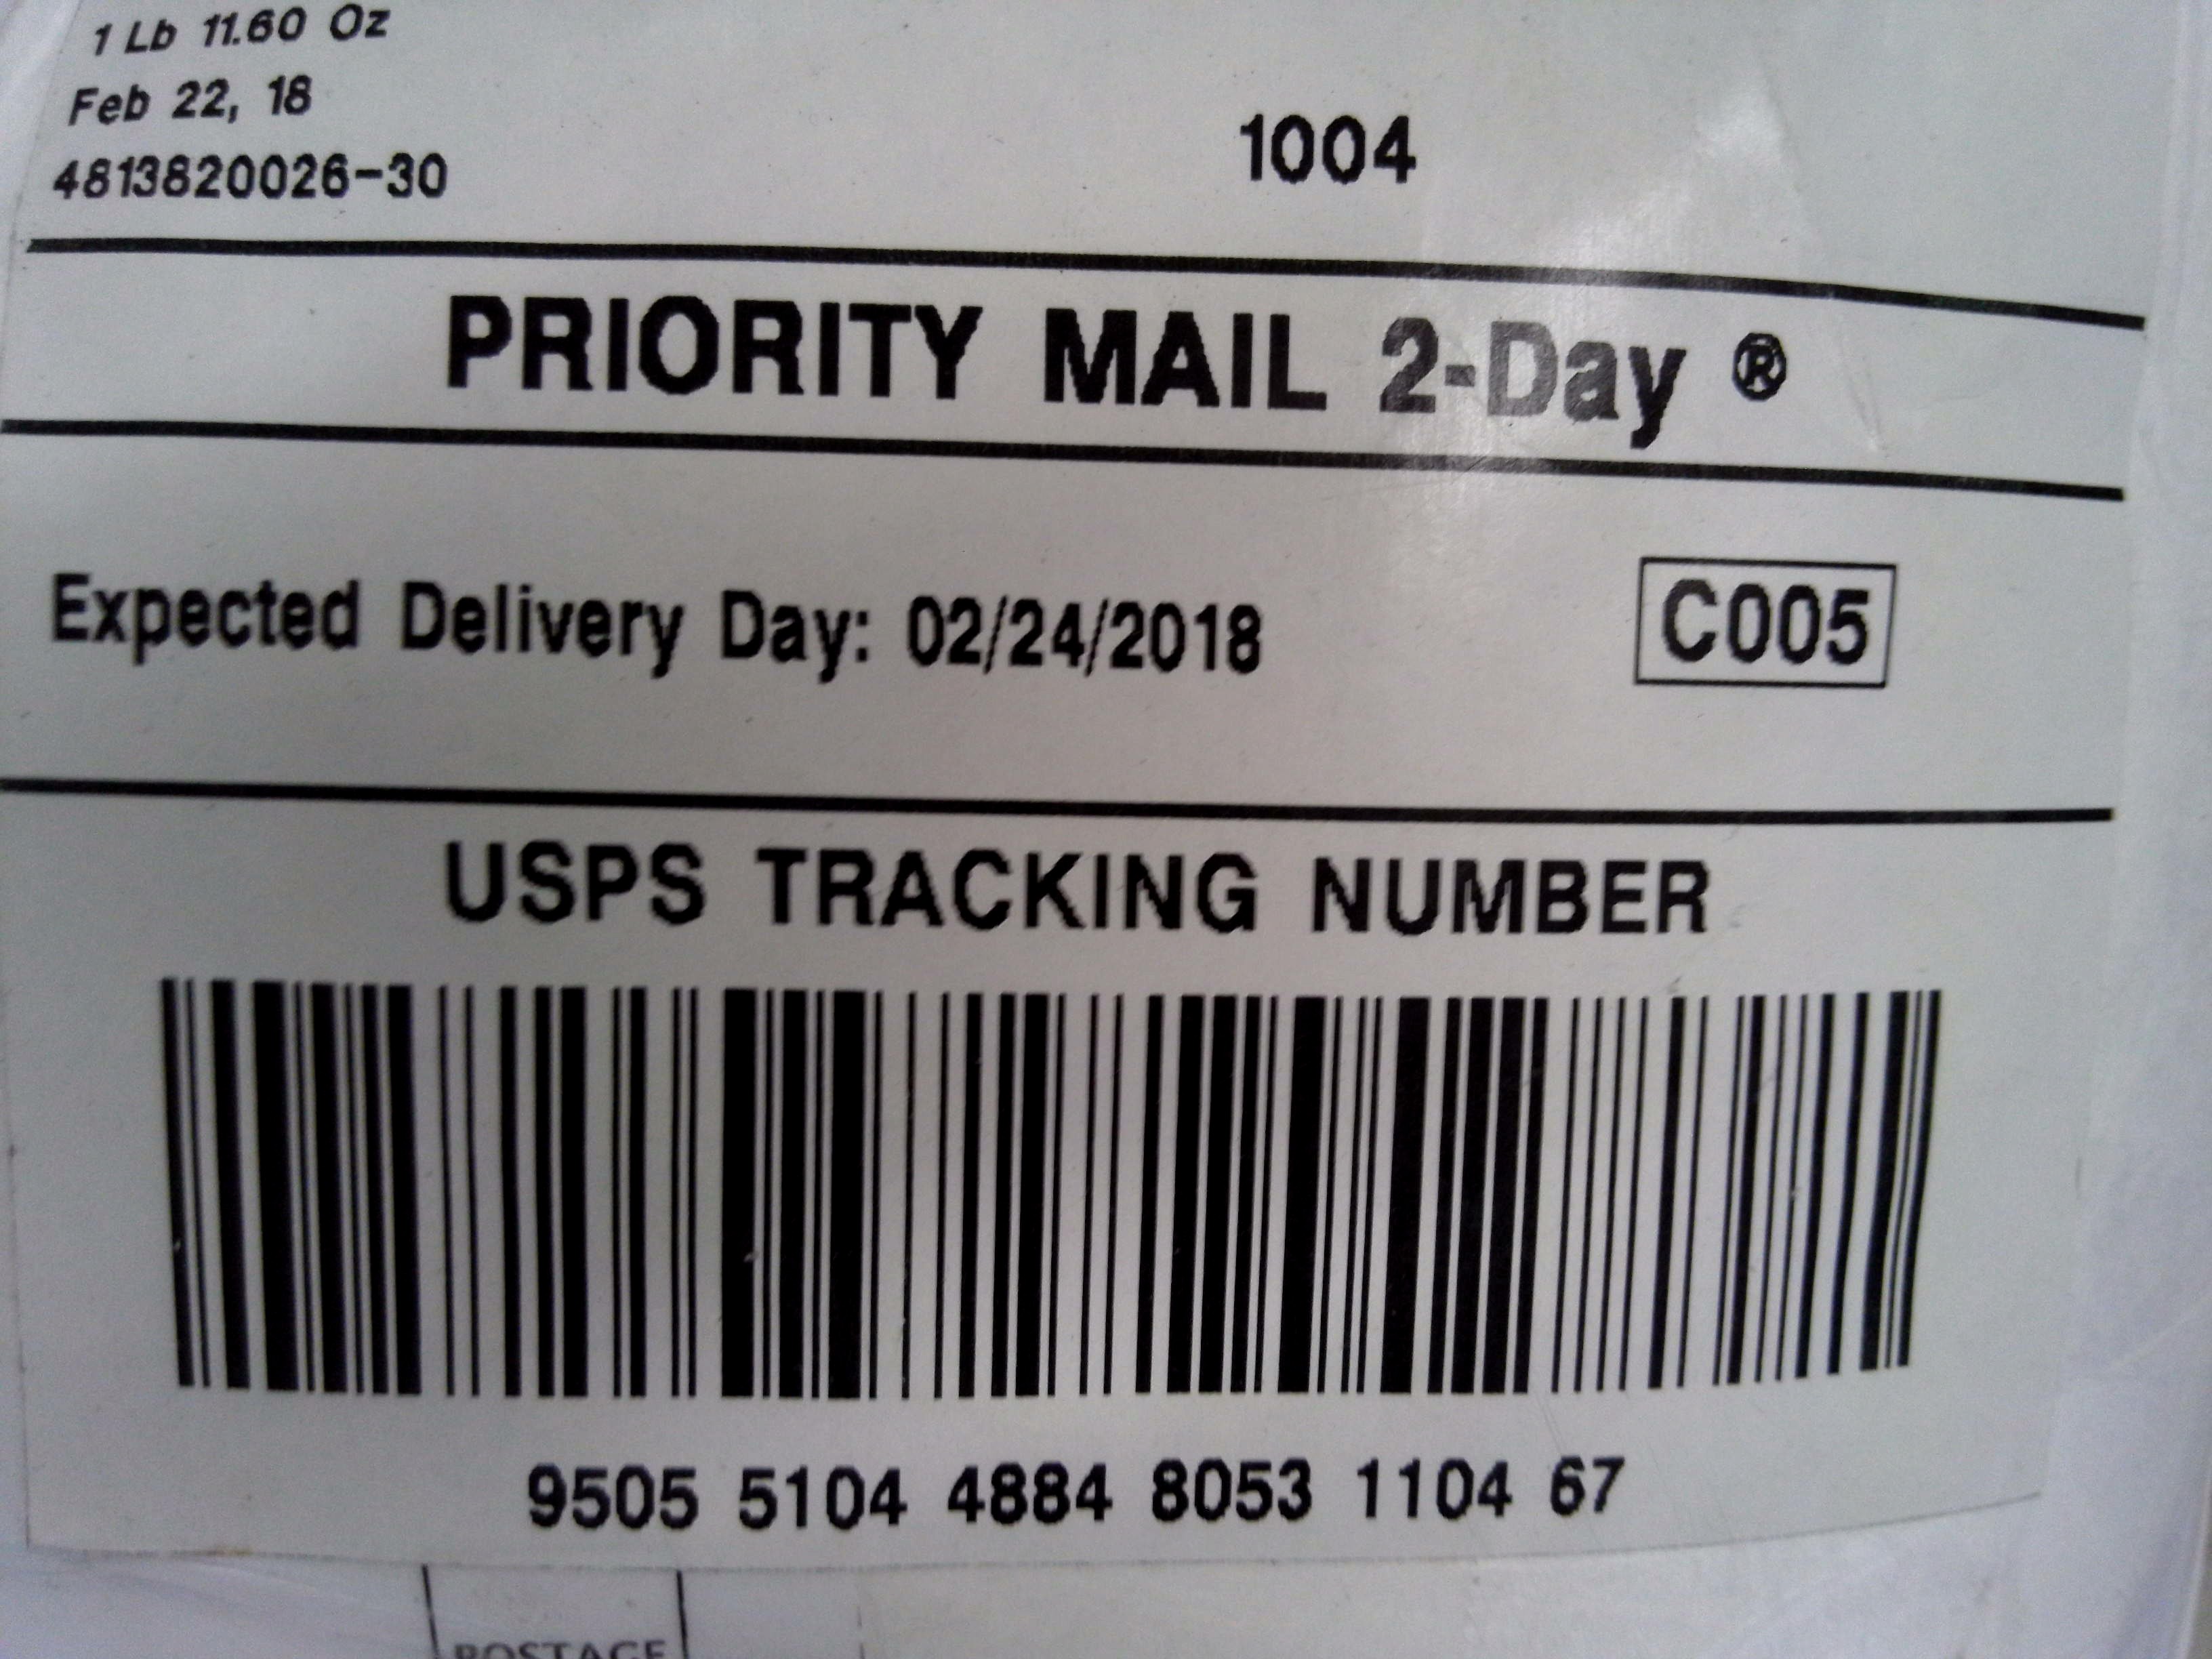 1 Lb 11.60 Oz
Feb 22, 18
4813820026-30
1004
PRIORITY MAIL 2-Day ®
Expected Delivery Day: 02/24/2018
C005
USPS TRACKING NUMBER
9505 5104 4884 8053 1104 67
POSTAGE